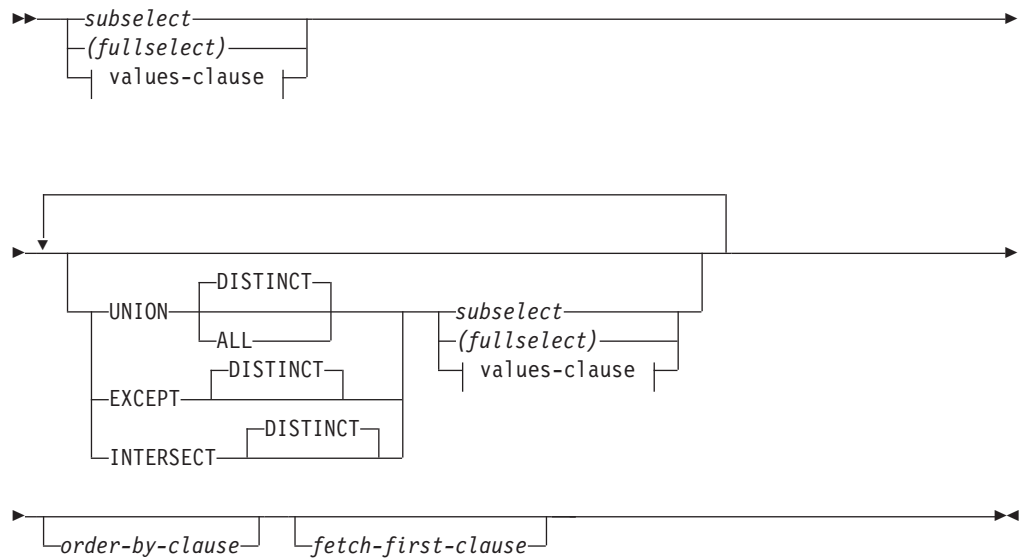 subselect
(fullselect)
values-clause
DISTINCT
UNION
ALL
subselect
(fullselect)
DISTINCT
values-clause
EXCEPT
DISTINCT
INTERSECT
order-by-clause
fetch-first-clause